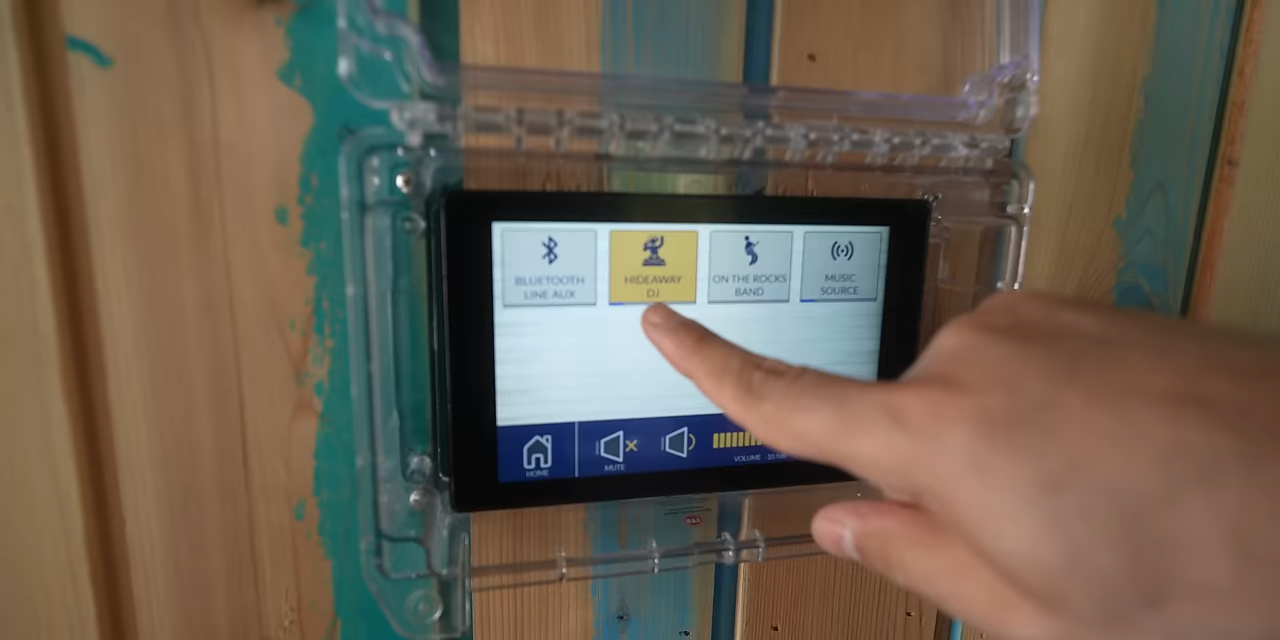 BLUETOOTH
LINE AUX
HIDEAWAY
DJ
ON THE ROCKS
BAND
MUSIC
SOURCE
HOME
MUTE
VOLUME